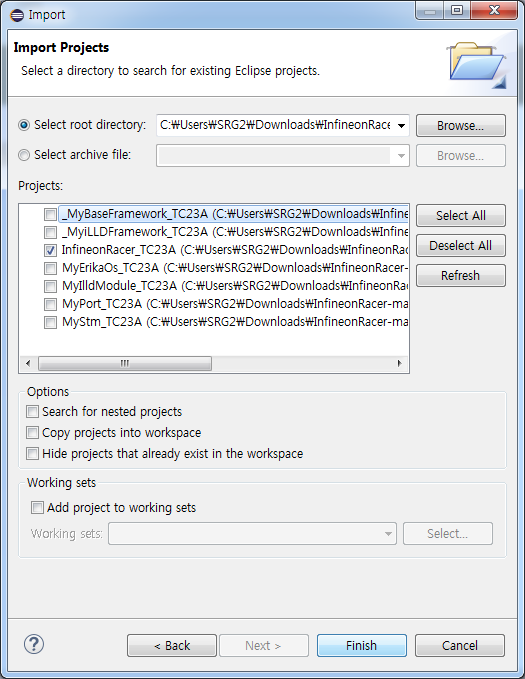 Import
Import Projects
Select a directory to search for existing Eclipse projects.
Select root directory: C:₩Users₩SRG2₩Downloads₩InfineonRace Browse...
Select archive file: Browse...
Projects:
_MyBaseFramework_TC23A (C:₩Users₩SRG2₩Downloads₩Infine
_MyiLLDFramework_TC23A (C:₩Users₩SRG2₩Downloads₩Infine
InfineonRacer_TC23A (C:₩Users₩SRG2₩Downloads₩InfineonRac
MyErikaOs_TC23A (C:₩Users₩SRG2₩Downloads₩InfineonRacer-
MyIlldModule_TC23A (C:₩Users₩SRG2₩Downloads₩InfineonRac
MyPort_TC23A (C:₩Users₩SRG2₩Downloads₩InfineonRacer-ma
MyStm_TC23A (C:₩Users₩SRG2₩Downloads₩InfineonRacer-ma
Select All
Deselect All
Refresh
Options
Search for nested projects
Copy projects into workspace
Hide projects that already exist in the workspace
Working sets
Add project to working sets
Working sets: Select...
? < Back Next > Finish Cancel